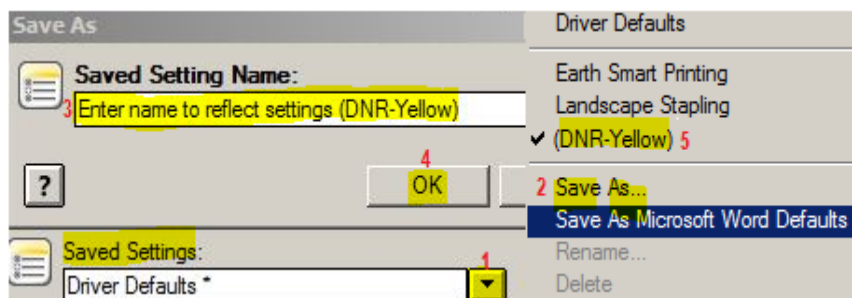 Save As
Saved Setting Name:
3 Enter name to reflect settings (DNR-Yellow)
4
?
OK
Saved Settings:
1
Driver Defaults *
Driver Defaults
Earth Smart Printing
Landscape Stapling
✓ (DNR-Yellow) 5
2 Save As...
Save As Microsoft Word Defaults
Rename...
Delete